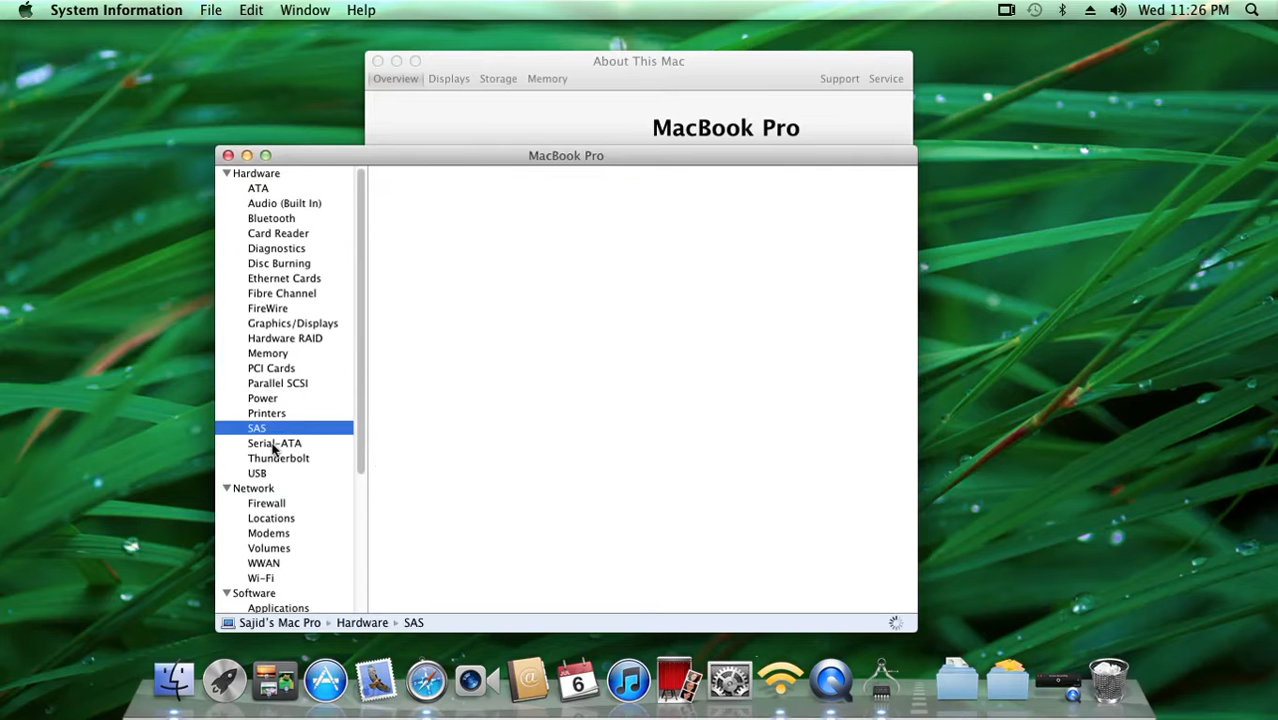 System Information File Edit Window Help Wed 11:26 PM
About This Mac
Overview Displays Storage Memory Support Service
MacBook Pro
MacBook Pro
Hardware
ATA
Audio (Built In)
Bluetooth
Card Reader
Diagnostics
Disc Burning
Ethernet Cards
Fibre Channel
FireWire
Graphics/Displays
Hardware RAID
Memory
PCI Cards
Parallel SCSI
Power
Printers
SAS
Serial-ATA
Thunderbolt
USB
Network
Firewall
Locations
Modems
Volumes
WWAN
Wi-Fi
Software
Applications
Sajid's Mac Pro Hardware SAS
6